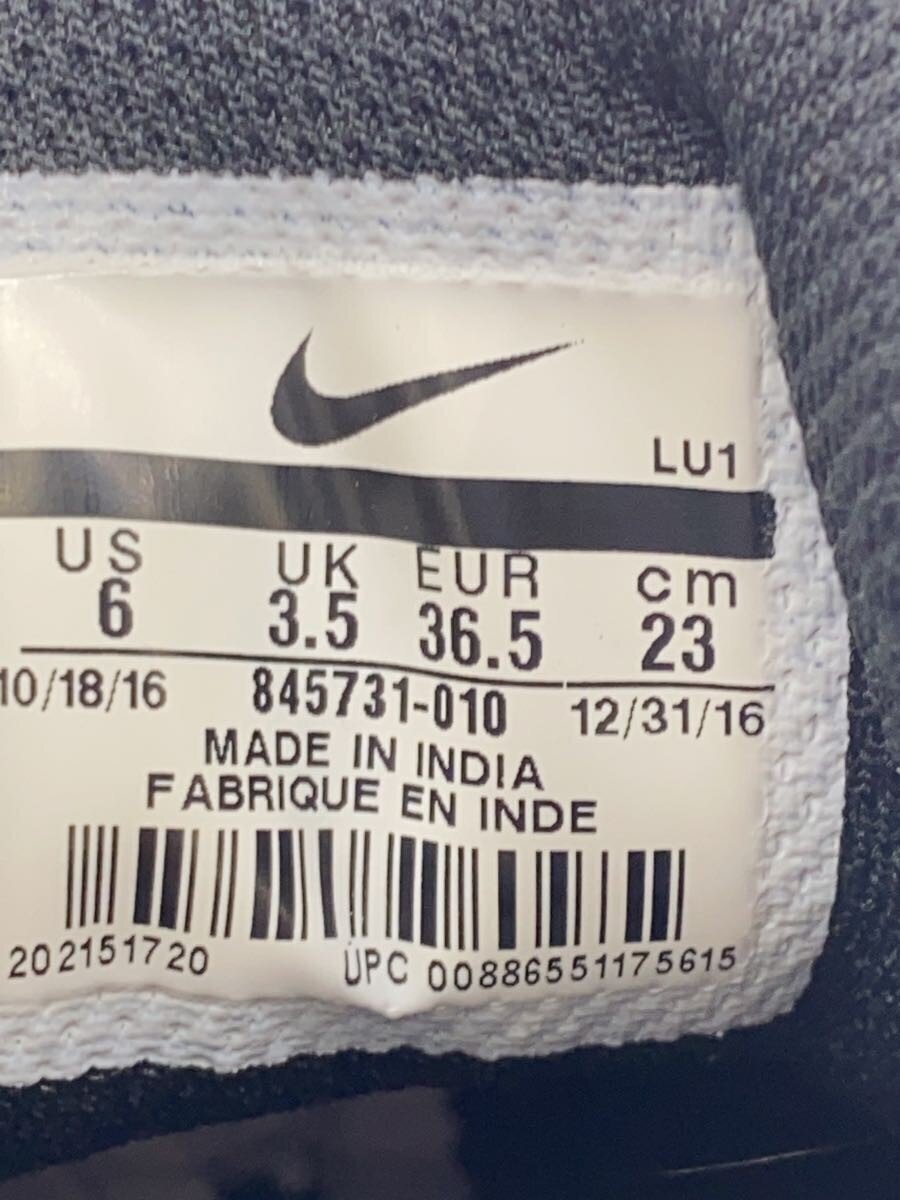 LU1
US UK EUR cm
6 3.5 36.5 23
10/18/16 845731-010 12/31/16
MADE IN INDIA
FABRIQUE EN INDE
202151720 UPC 00886551175615